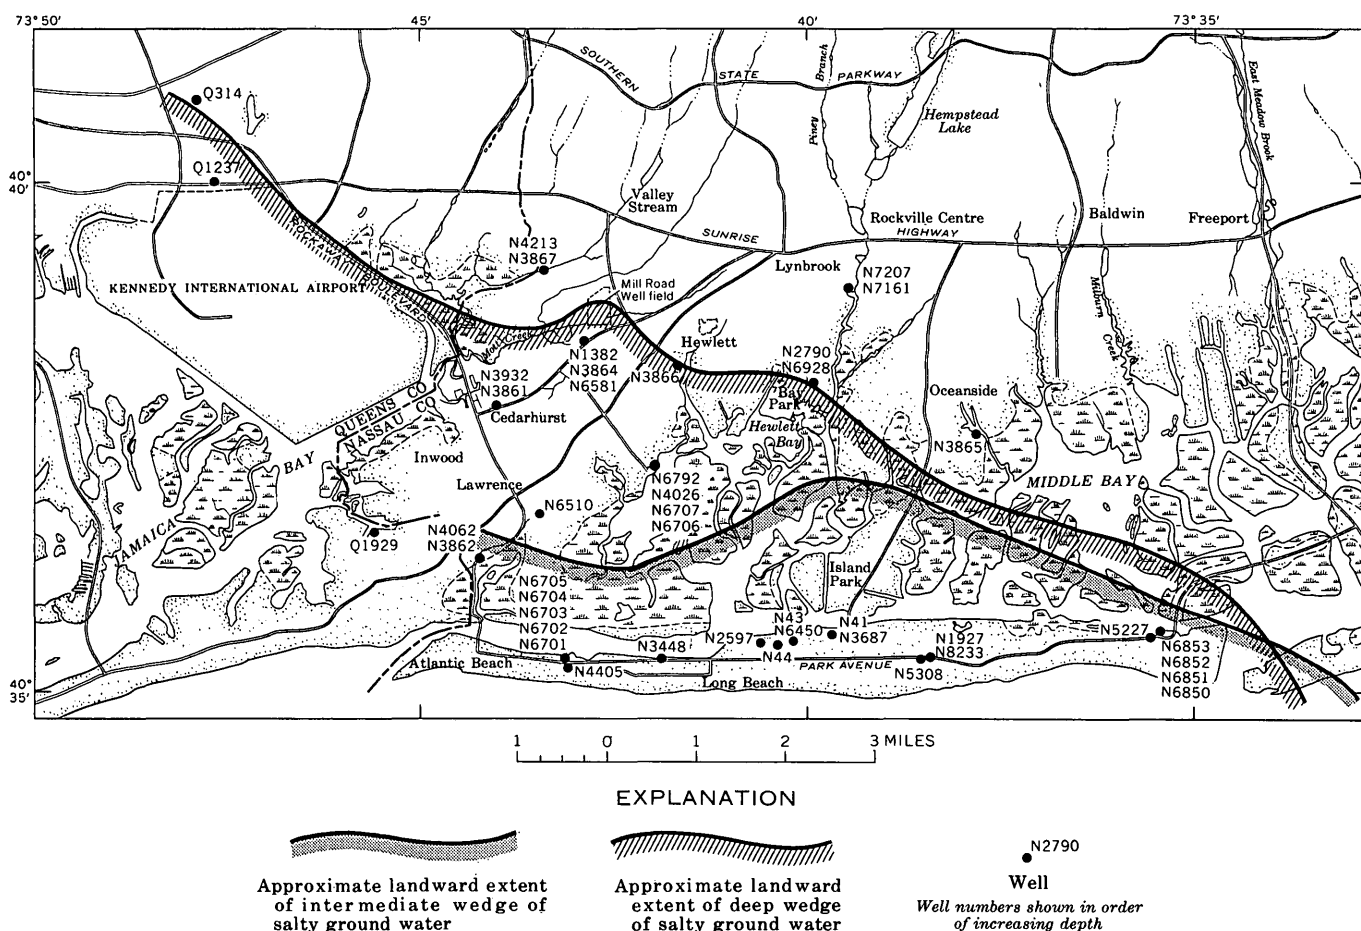 73° 50'
45'
40'
73° 35'
SOUTHERN
STATE
PARKWAY
Piney
Branch
Hempstead
Lake
East Meadow Brook
Q314
40°
40'
Q1237
Valley
Stream
SUNRISE
Rockville Centre
HIGHWAY
Baldwin
Freeport
ROCKAWAY
BOULEVARD
N4213
N3867
Lynbrook
KENNEDY INTERNATIONAL AIRPORT
Mill Road
Well field
N7207
N7161
Milburn
Creek
Motts Creek
Hewlett
N1382
N3864
N6581
N3866
N2790
N6928
N3932
N3861
Bay
Park
Oceanside
Cedarhurst
Hewlett
Bay
QUEENS CO
NASSAU CO
N3865
Inwood
JAMAICA
BAY
Lawrence
N6792
N4026
N6707
N6706
MIDDLE BAY
N6510
N4062
N3862
Q1929
Island
Park
N6705
N6704
N6703
N6702
N6701
N43
N6450
N41
N3687
N3448
N2597
N44
N1927
N8233
N5227
N6853
N6852
N6851
N6850
Atlantic Beach
N4405
PARK AVENUE
N5308
Long Beach
40°
35'
1 0 1 2 3 MILES
EXPLANATION
Approximate landward extent
of intermediate wedge of
salty ground water
Approximate landward
extent of deep wedge
of salty ground water
N2790
Well
Well numbers shown in order
of increasing depth